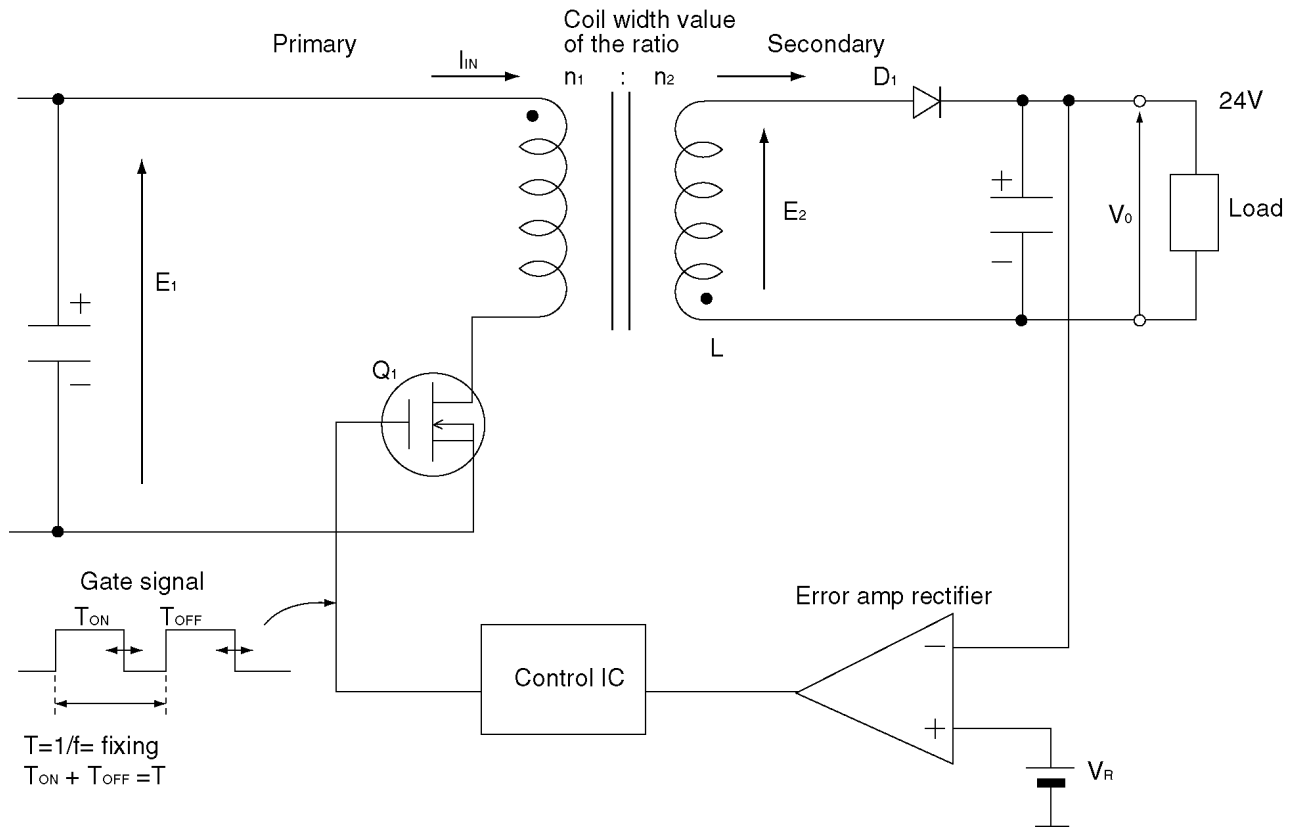 Coil width value
of the ratio
Primary
Secondary
IIN
n1 : n2
D1
24V
+
E1
−
E2
+
−
V0
Load
L
Q1
Gate signal
TON TOFF
T=1/f= fixing
TON + TOFF =T
Control IC
Error amp rectifier
−
+
VR